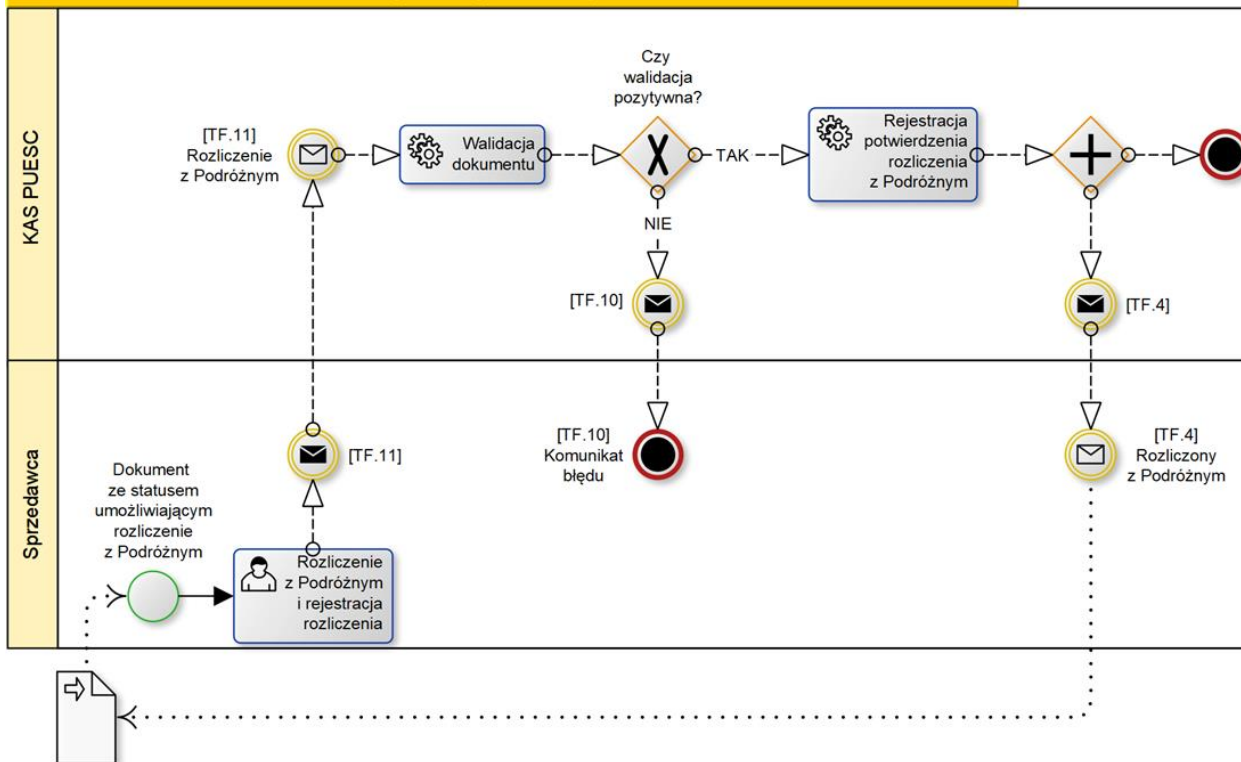 KAS PUESC
[TF.11]
Rozliczenie
z Podróżnym
Walidacja
dokumentu
Czy
walidacja
pozytywna?
TAK
NIE
Rejestracja
potwierdzenia
rozliczenia
z Podróżnym
[TF.10]
[TF.4]
Sprzedawca
Dokument
ze statusem
umożliwiającym
rozliczenie
z Podróżnym
[TF.11]
Rozliczenie
z Podróżnym
i rejestracja
rozliczenia
[TF.10]
Komunikat
błędu
[TF.4]
Rozliczony
z Podróżnym